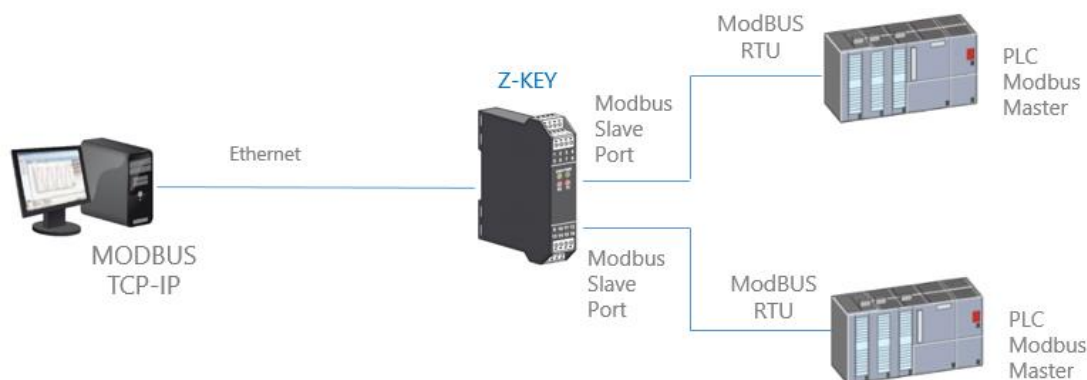 ModBUS
RTU
PLC
Modbus
Master
Z-KEY
Modbus
Slave
Port
Ethernet
MODBUS
TCP-IP
Modbus
Slave
Port
ModBUS
RTU
PLC
Modbus
Master